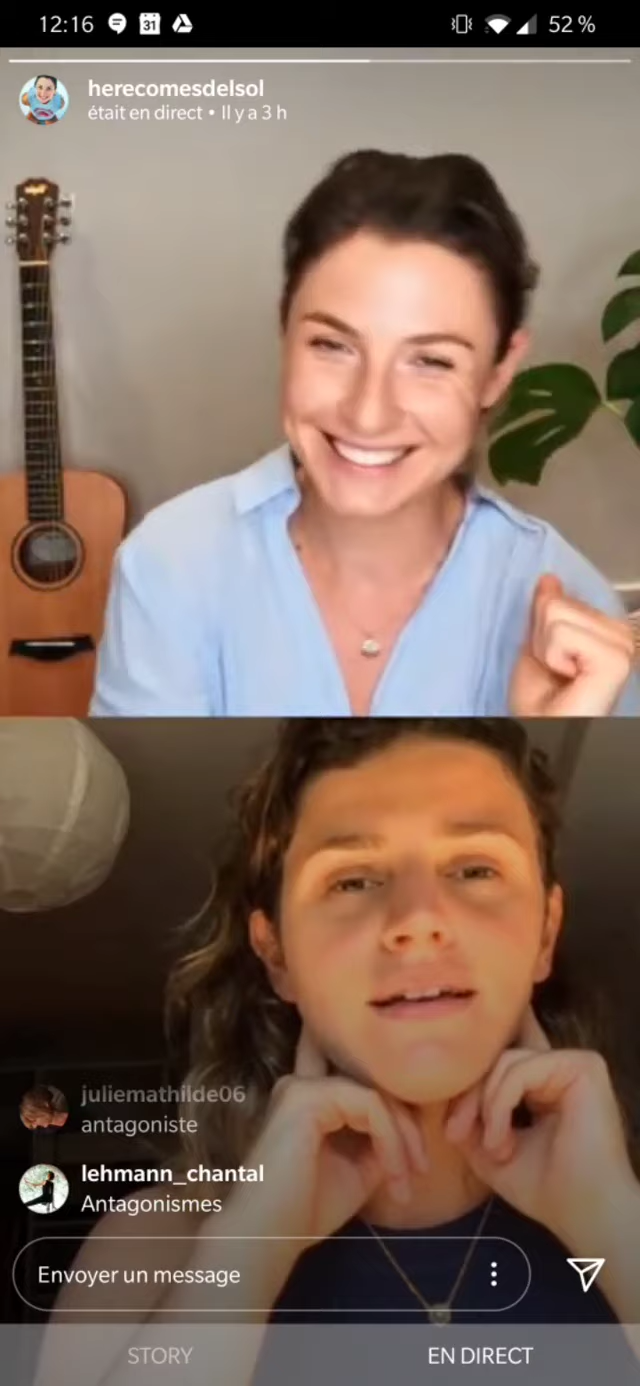 12:16
31
52 %
herecomesdelsol
était en direct • Il y a 3 h
juliemathilde06
antagoniste
lehmann_chantal
Antagonismes
Envoyer un message
STORY
EN DIRECT